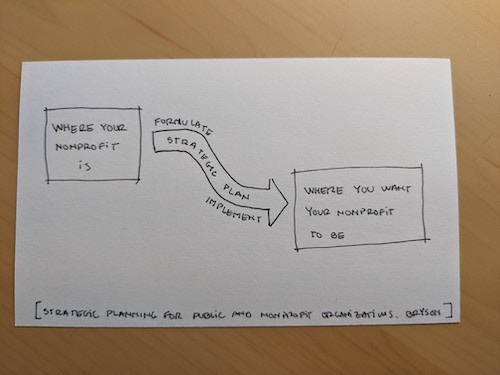 WHERE YOUR
NONPROFIT
IS
FORMULATE
STRATEGIC PLAN
IMPLEMENT
WHERE YOU WANT
YOUR NONPROFIT
TO BE
[STRATEGIC PLANNING FOR PUBLIC AND NONPROFIT ORGANIZATIONS. BRYSON]